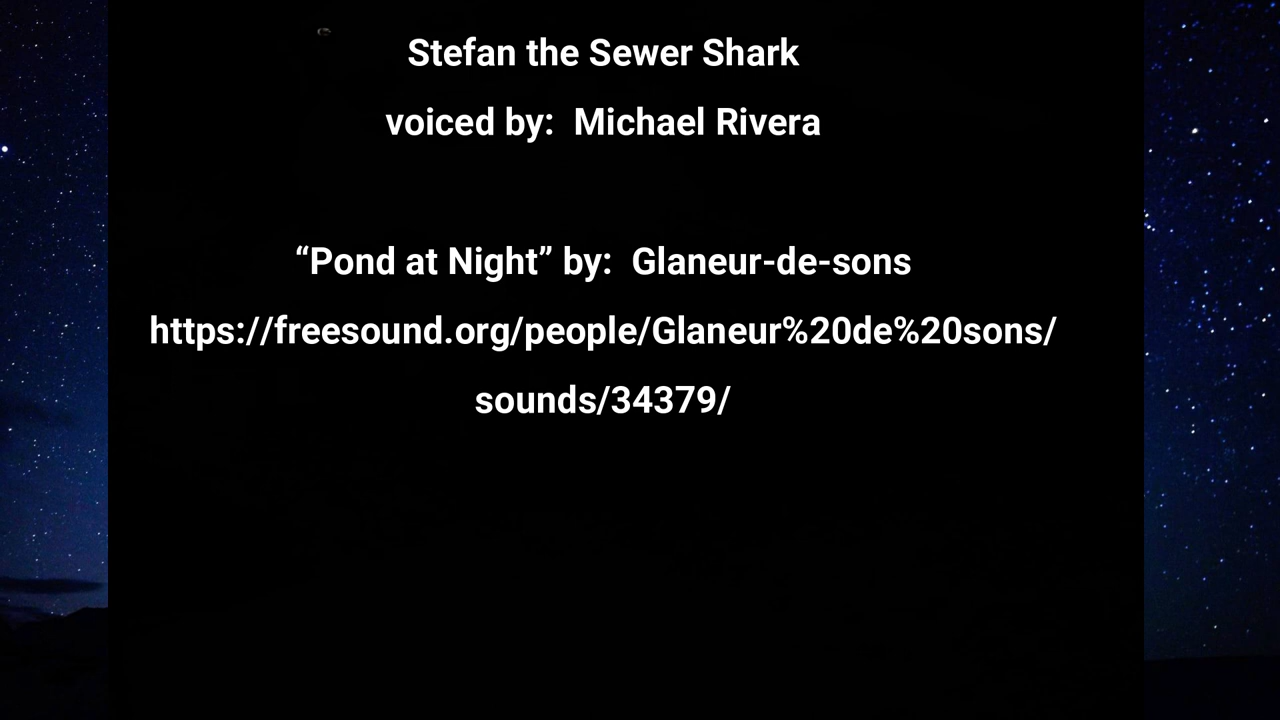 Stefan the Sewer Shark
voiced by:  Michael Rivera
“Pond at Night” by:  Glaneur-de-sons
https://freesound.org/people/Glaneur%20de%20sons/
sounds/34379/